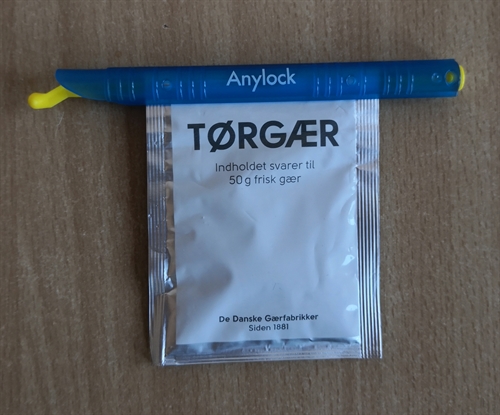 Anylock
TØRGÆR
Indholdet svarer til
50 g frisk gær
De Danske Gærfabrikker
Siden 1881